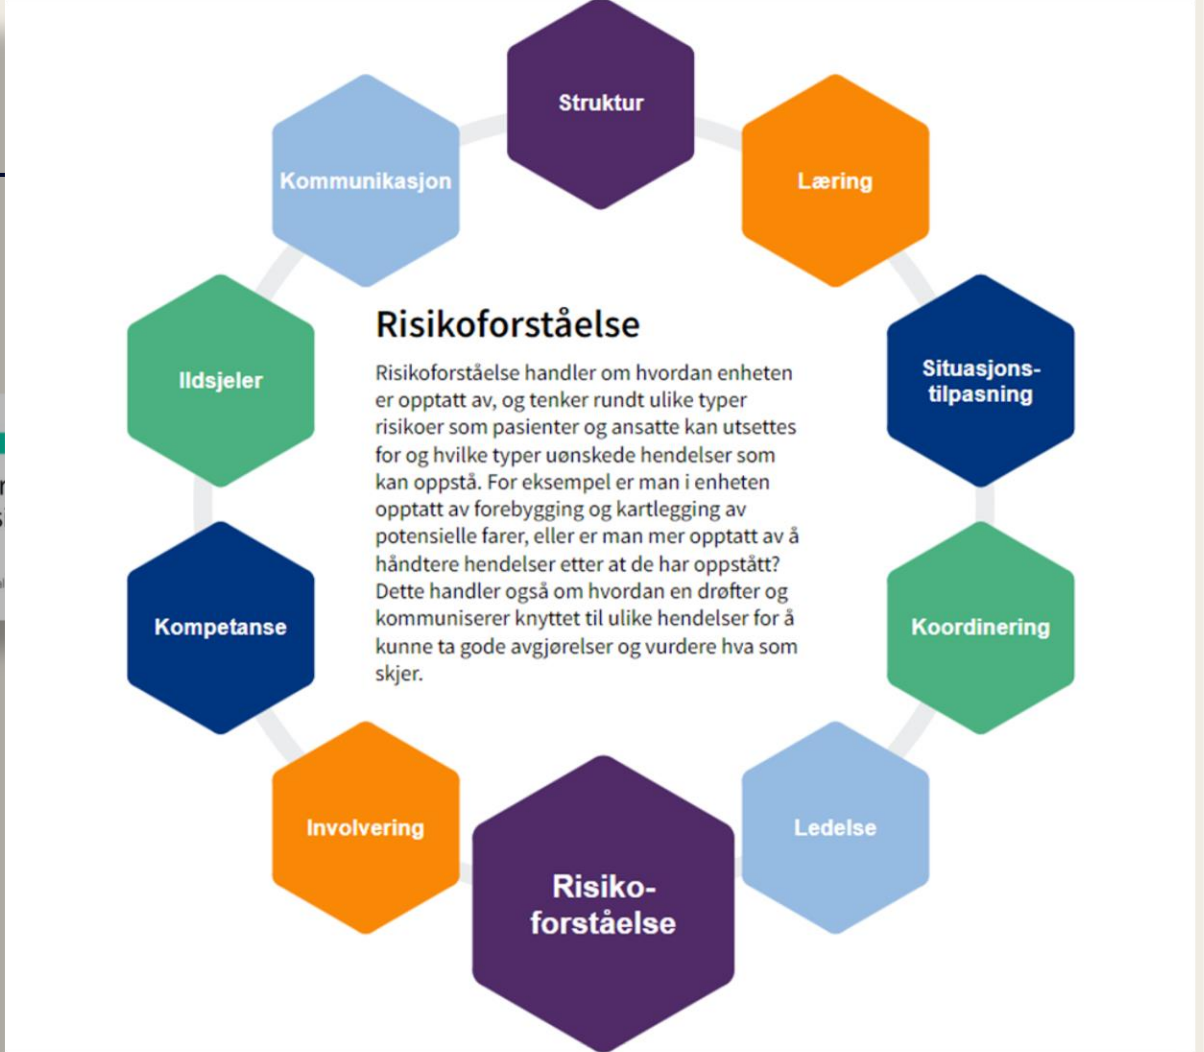 Struktur
Kommunikasjon
Læring
Ildsjeler
Situasjons-
tilpasning
Risikoforståelse
Risikoforståelse handler om hvordan enheten
er opptatt av, og tenker rundt ulike typer
risikoer som pasienter og ansatte kan utsettes
for og hvilke typer uønskede hendelser som
kan oppstå. For eksempel er man i enheten
opptatt av forebygging og kartlegging av
potensielle farer, eller er man mer opptatt av å
håndtere hendelser etter at de har oppstått?
Dette handler også om hvordan en drøfter og
kommuniserer knyttet til ulike hendelser for å
kunne ta gode avgjørelser og vurdere hva som
skjer.
Kompetanse
Koordinering
Involvering
Ledelse
Risiko-
forståelse